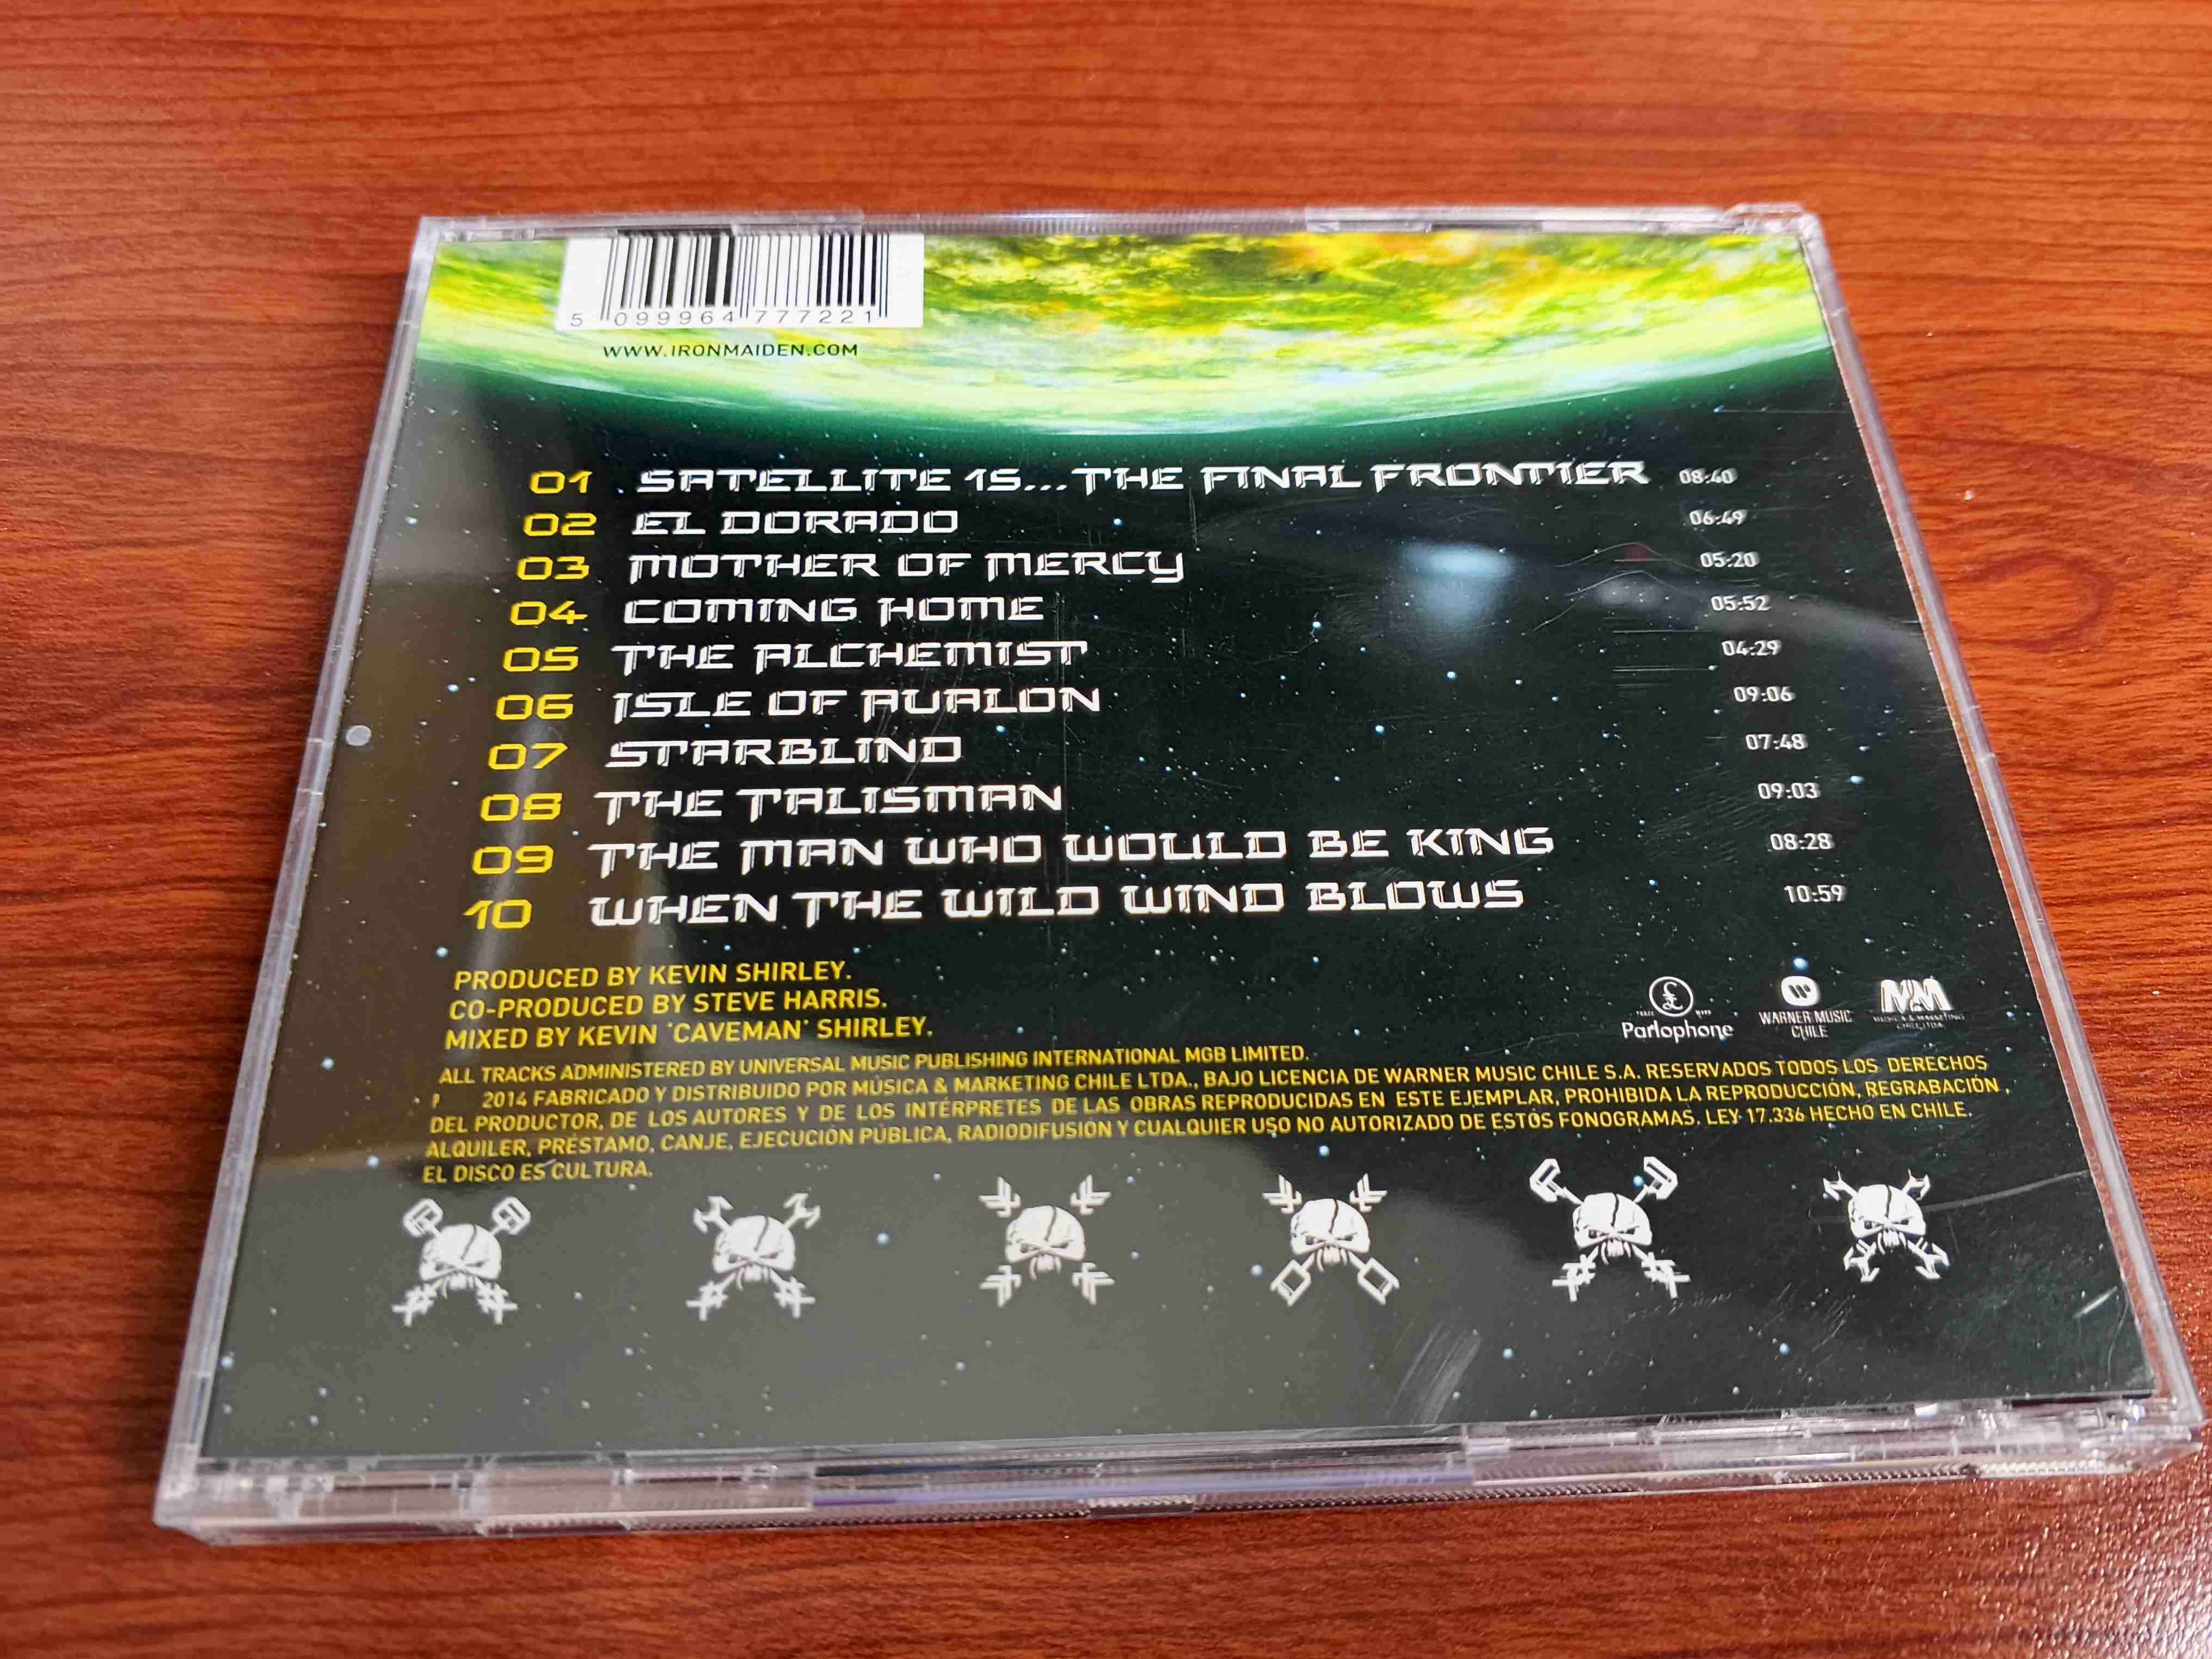 5 099964 777221
WWW.IRONMAIDEN.COM
01 SATELLITE 15...THE FINAL FRONTIER 08:40
02 EL DORADO 06:49
03 MOTHER OF MERCY 05:20
04 COMING HOME 05:52
05 THE ALCHEMIST 04:29
06 ISLE OF AVALON 09:06
07 STARBLIND 07:48
08 THE TALISMAN 09:03
09 THE MAN WHO WOULD BE KING 08:28
10 WHEN THE WILD WIND BLOWS 10:59
PRODUCED BY KEVIN SHIRLEY.
CO-PRODUCED BY STEVE HARRIS.
MIXED BY KEVIN 'CAVEMAN' SHIRLEY.
Parlophone
WARNER MUSIC
CHILE
MM
MUSICA & MARKETING
CHILE LTDA.
ALL TRACKS ADMINISTERED BY UNIVERSAL MUSIC PUBLISHING INTERNATIONAL MGB LIMITED.
2014 FABRICADO Y DISTRIBUIDO POR MÚSICA & MARKETING CHILE LTDA., BAJO LICENCIA DE WARNER MUSIC CHILE S.A. RESERVADOS TODOS LOS DERECHOS
DEL PRODUCTOR, DE LOS AUTORES Y DE LOS INTÉRPRETES DE LAS OBRAS REPRODUCIDAS EN ESTE EJEMPLAR, PROHIBIDA LA REPRODUCCIÓN, REGRABACIÓN,
ALQUILER, PRÉSTAMO, CANJE, EJECUCIÓN PÚBLICA, RADIODIFUSIÓN Y CUALQUIER USO NO AUTORIZADO DE ESTOS FONOGRAMAS. LEY 17.336 HECHO EN CHILE.
EL DISCO ES CULTURA.